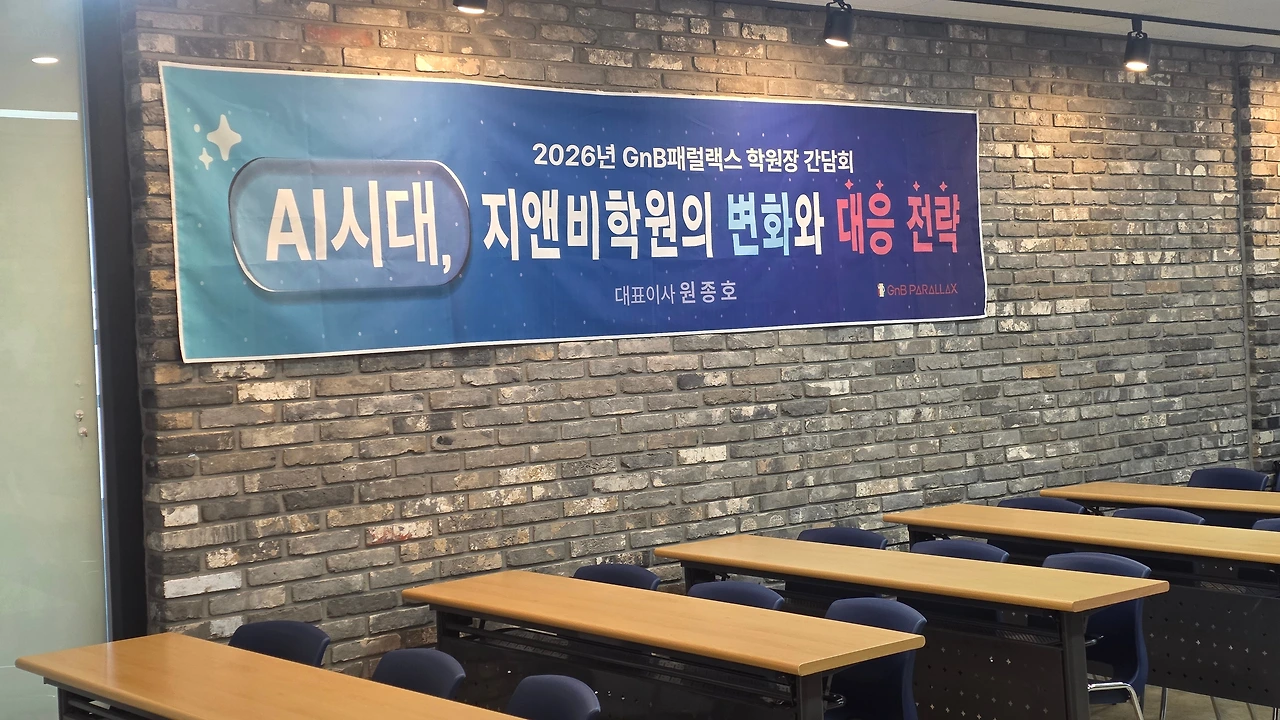 2026년 GnB패럴랙스 학원장 간담회
AI시대, 지앤비학원의 변화와 대응 전략
대표이사 원종호
GnB PARALLAX